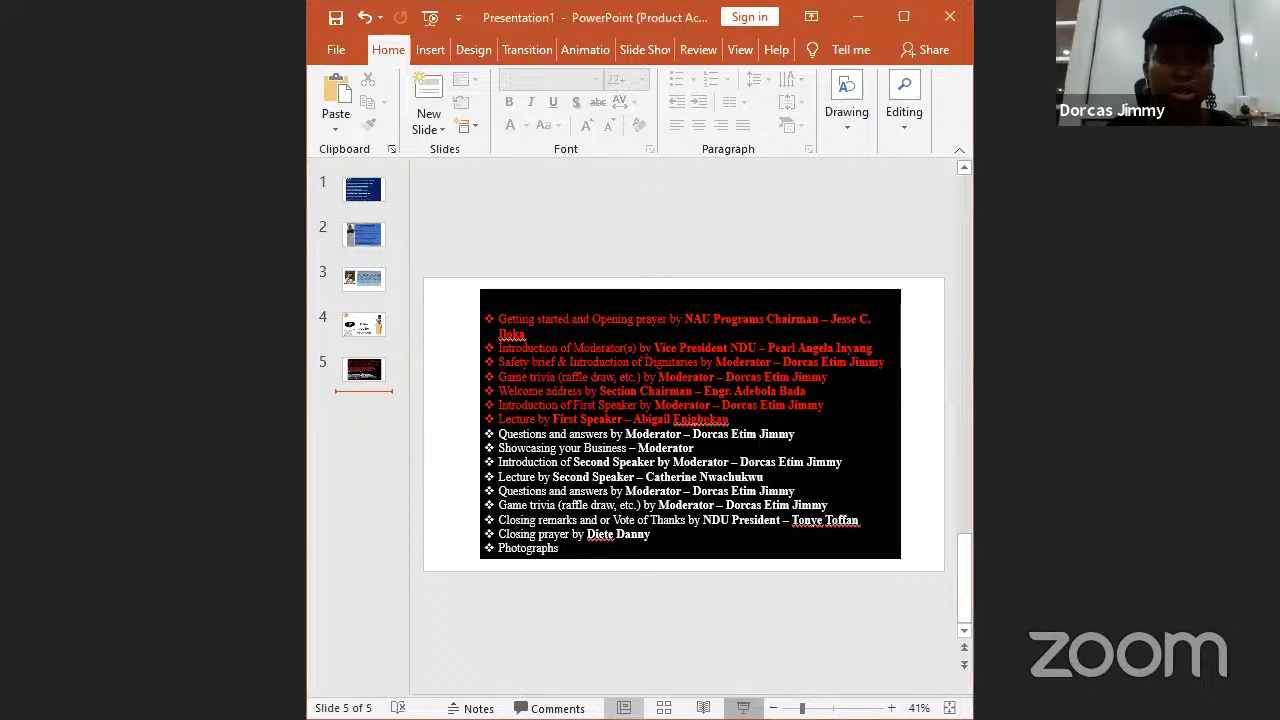 Presentation1 - PowerPoint (Product Ac...
Sign in
File Home Insert Design Transition Animatio Slide Shov Review View Help Tell me Share
22+
Paste
New
Slide
Drawing
Editing
Clipboard
Slides
Font
Paragraph
Dorcas Jimmy
1
2
3
4
5
❖ Getting started and Opening prayer by NAU Programs Chairman – Jesse C.
Iloka
❖ Introduction of Moderator(s) by Vice President NDU – Pearl Angela Inyang
❖ Safety brief & Introduction of Dignitaries by Moderator – Dorcas Etim Jimmy
❖ Game trivia (raffle draw, etc.) by Moderator – Dorcas Etim Jimmy
❖ Welcome address by Section Chairman – Engr. Adebola Bada
❖ Introduction of First Speaker by Moderator – Dorcas Etim Jimmy
❖ Lecture by First Speaker – Abigail Enigbokan
❖ Questions and answers by Moderator – Dorcas Etim Jimmy
❖ Showcasing your Business – Moderator
❖ Introduction of Second Speaker by Moderator – Dorcas Etim Jimmy
❖ Lecture by Second Speaker – Catherine Nwachukwu
❖ Questions and answers by Moderator – Dorcas Etim Jimmy
❖ Game trivia (raffle draw, etc.) by Moderator – Dorcas Etim Jimmy
❖ Closing remarks and or Vote of Thanks by NDU President – Tonye Toffan
❖ Closing prayer by Diete Danny
❖ Photographs
zoom
Slide 5 of 5
Notes
Comments
41%